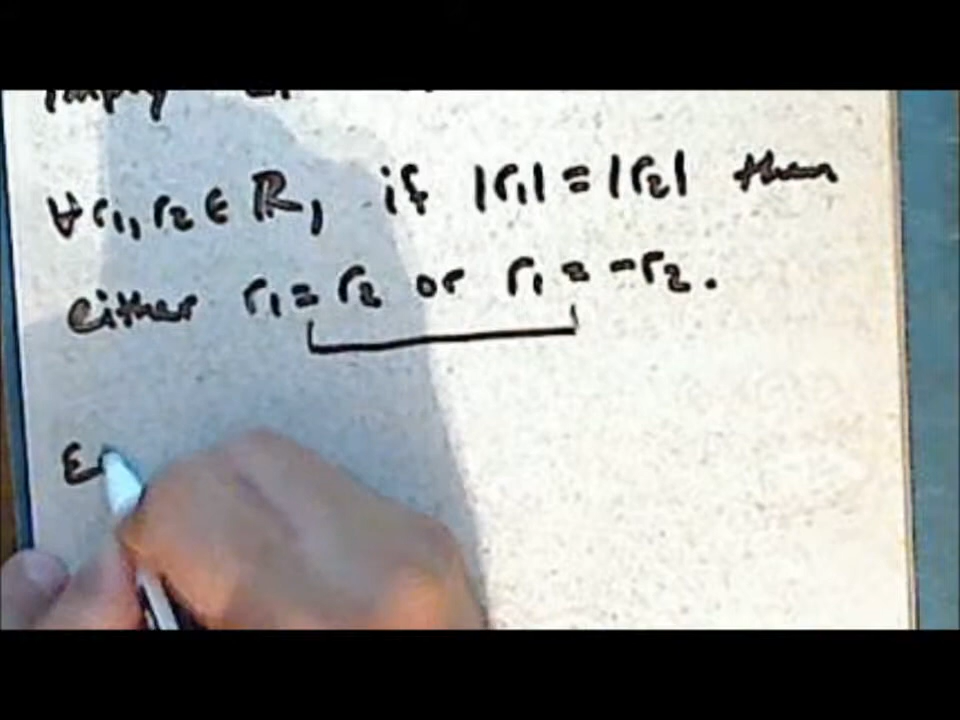 ∀ r₁, r₂ ∈ ℝ, if |r₁| = |r₂| then
either r₁ = r₂ or r₁ = -r₂.